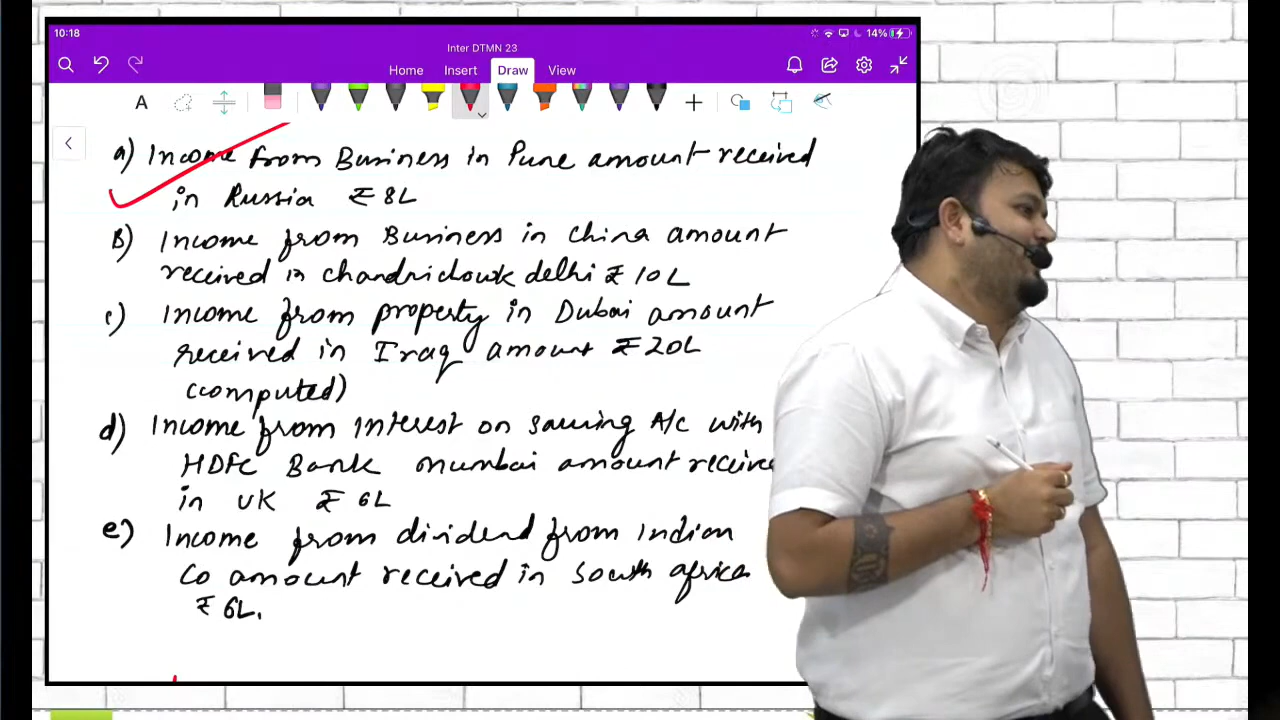 10:18
14%
Inter DTMN 23
Home Insert Draw View
A
a) Income from Business in Pune amount received
in Russia ₹ 8L
B) Income from Business in China amount
received in chandrichowk delhi ₹ 10L
c) Income from property in Dubai amount
received in Iraq amount ₹ 20L
(computed)
d) Income from Interest on saving A/c with
HDFC Bank mumbai amount receive
in UK ₹ 6L
e) Income from dividend from Indian
Co amount received in South africa
₹ 6L.